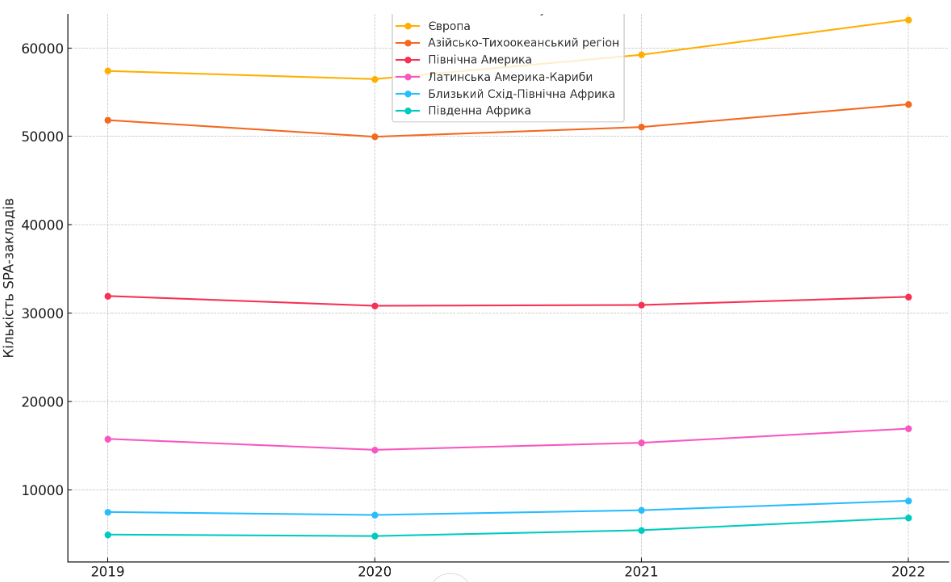 Європа
Азійсько-Тихоокеанський регіон
Північна Америка
Латинська Америка-Кариби
Близький Схід-Північна Африка
Південна Африка
Кількість SPA-закладів
60000
50000
40000
30000
20000
10000
2019 2020 2021 2022